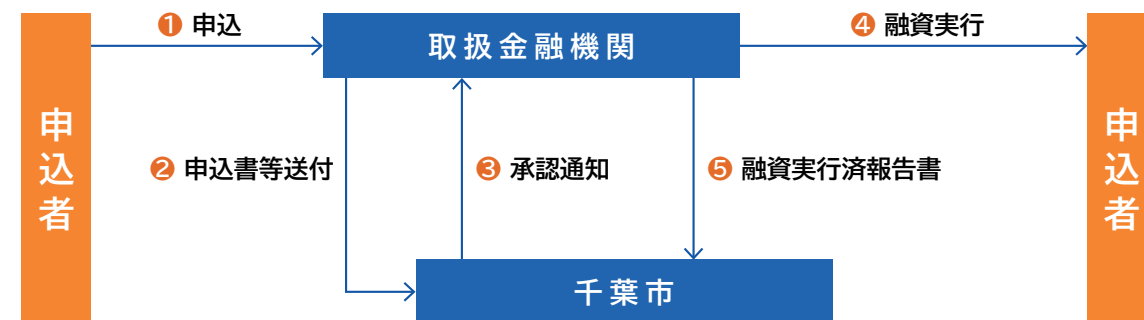 ❶ 申込
取扱金融機関
❹ 融資実行
申込者
❷ 申込書等送付
❸ 承認通知
❺ 融資実行済報告書
申込者
千葉市